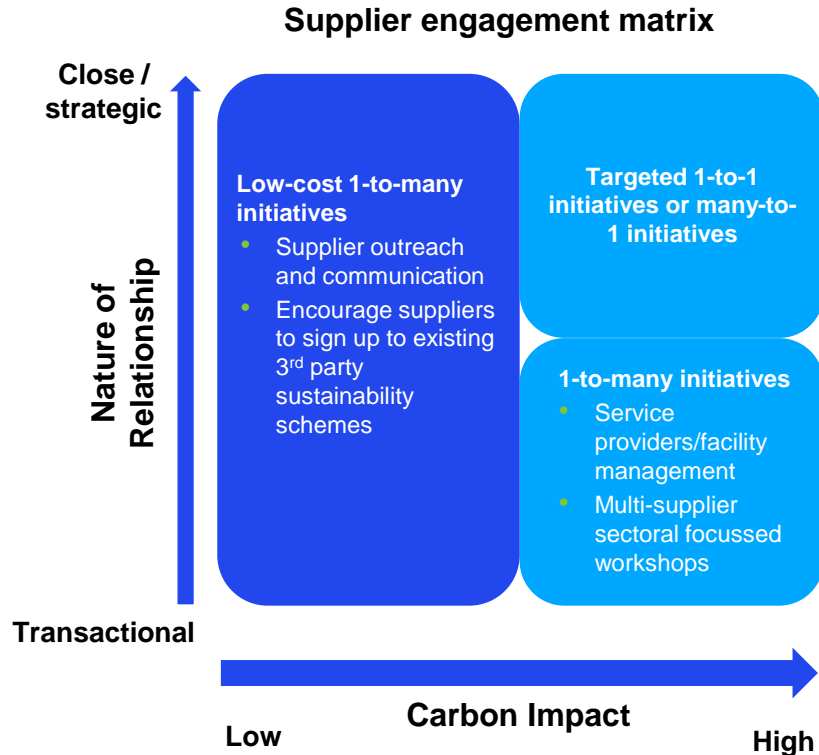 Supplier engagement matrix
Close /
strategic
Nature of
Relationship
Transactional
Low-cost 1-to-many
initiatives
• Supplier outreach
and communication
• Encourage suppliers
to sign up to existing
3rd party
sustainability
schemes
Targeted 1-to-1
initiatives or many-to-
1 initiatives
1-to-many initiatives
• Service
providers/facility
management
• Multi-supplier
sectoral focussed
workshops
Carbon Impact
Low
High